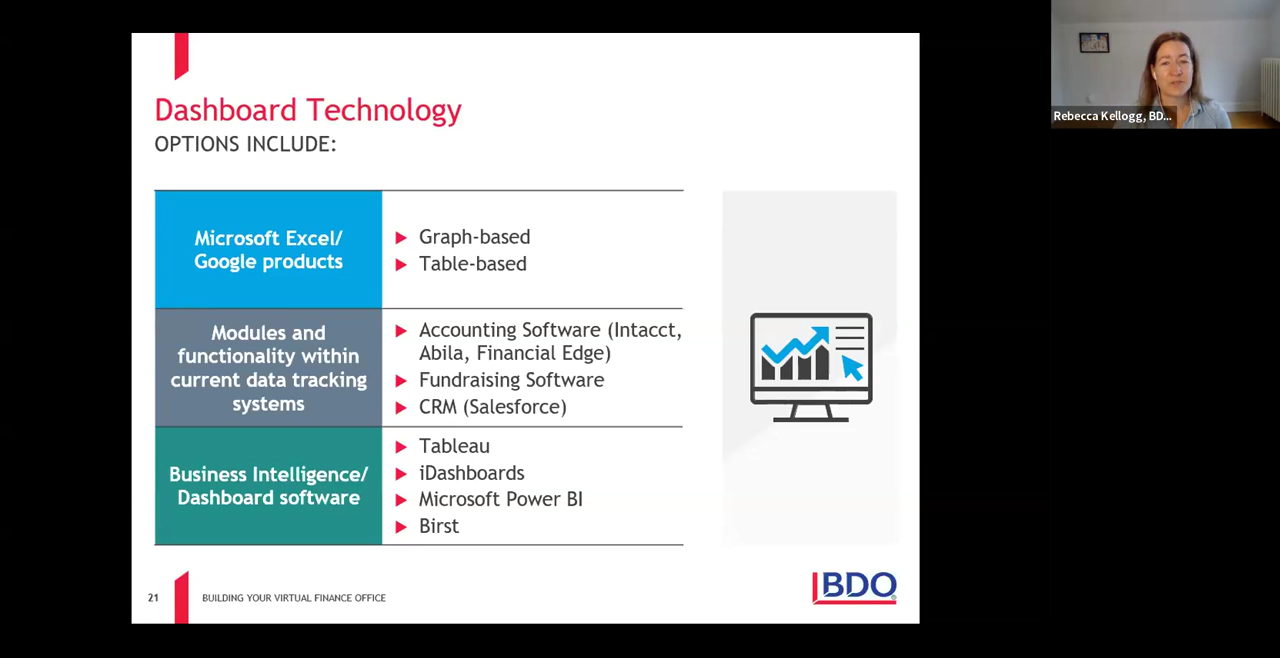 Dashboard Technology
OPTIONS INCLUDE:
Microsoft Excel/
Google products
Graph-based
Table-based
Modules and
functionality within
current data tracking
systems
Accounting Software (Intacct,
Abila, Financial Edge)
Fundraising Software
CRM (Salesforce)
Business Intelligence/
Dashboard software
Tableau
iDashboards
Microsoft Power BI
Birst
21
BUILDING YOUR VIRTUAL FINANCE OFFICE
BDO
Rebecca Kellogg, BD...